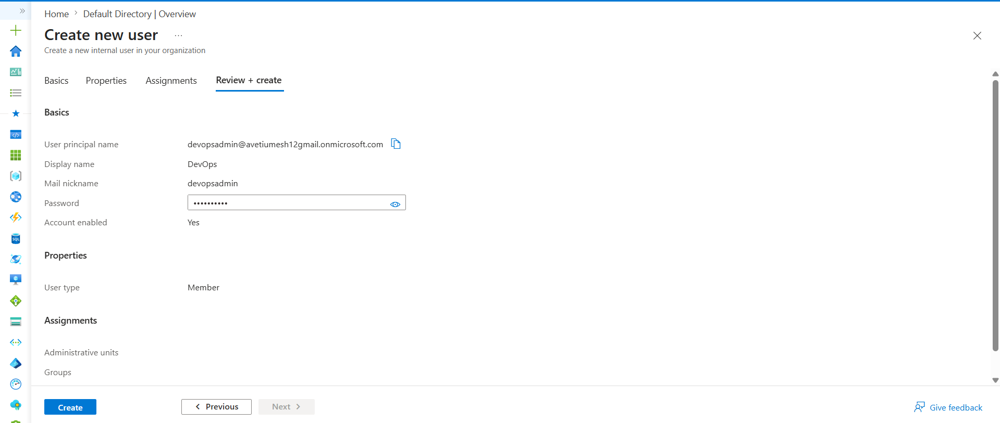 Home > Default Directory | Overview
Create new user ...
Create a new internal user in your organization
Basics Properties Assignments Review + create
Basics
User principal name devopsadmin@avetiumesh12gmail.onmicrosoft.com
Display name DevOps
Mail nickname devopsadmin
Password ••••••••••
Account enabled Yes
Properties
User type Member
Assignments
Administrative units
Groups
Create < Previous Next > Give feedback